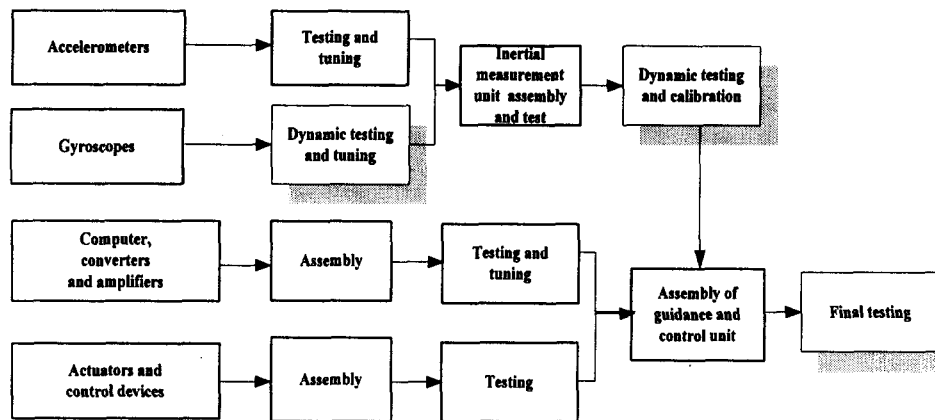 Accelerometers
Testing and
tuning
Inertial
measurement
unit assembly
and test
Dynamic testing
and calibration
Gyroscopes
Dynamic testing
and tuning
Computer,
converters
and amplifiers
Assembly
Testing and
tuning
Assembly of
guidance and
control unit
Final testing
Actuators and
control devices
Assembly
Testing